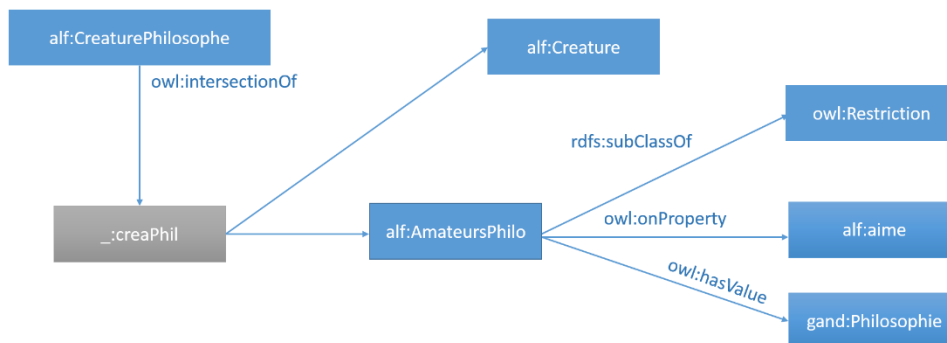 alf:CreaturePhilosophe
alf:Creature
owl:intersectionOf
owl:Restriction
rdfs:subClassOf
_:creaPhil
alf:AmateursPhilo
owl:onProperty
alf:aime
owl:hasValue
gand:Philosophie